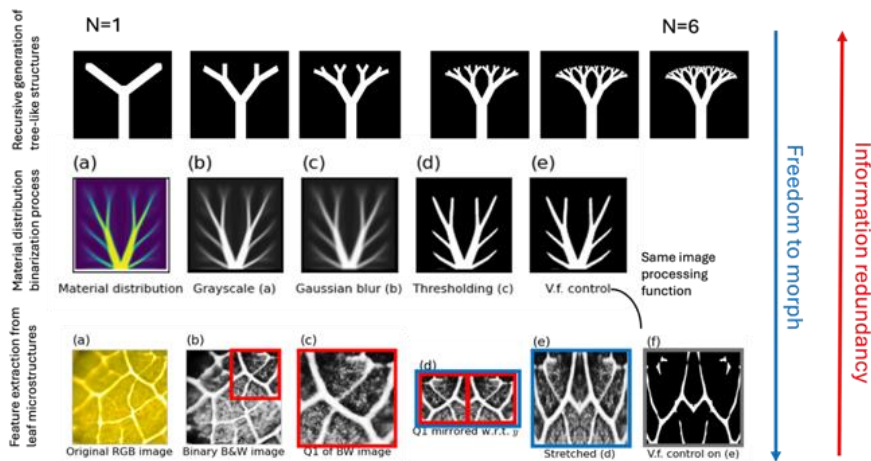 N=1
N=6
Recursive generation of
tree-like structures
(a)
(b)
(c)
(d)
(e)
Material distribution
binarization process
Material distribution
Grayscale (a)
Gaussian blur (b)
Thresholding (c)
V.f. control
Same image
processing
function
Feature extraction from
leaf microstructures
(a)
(b)
(c)
(d)
(e)
(f)
Original RGB image
Binary B&W image
Q1 of BW image
Q1 mirrored w.r.t. y
Stretched (d)
V.f. control on (e)
Freedom to morph
Information redundancy